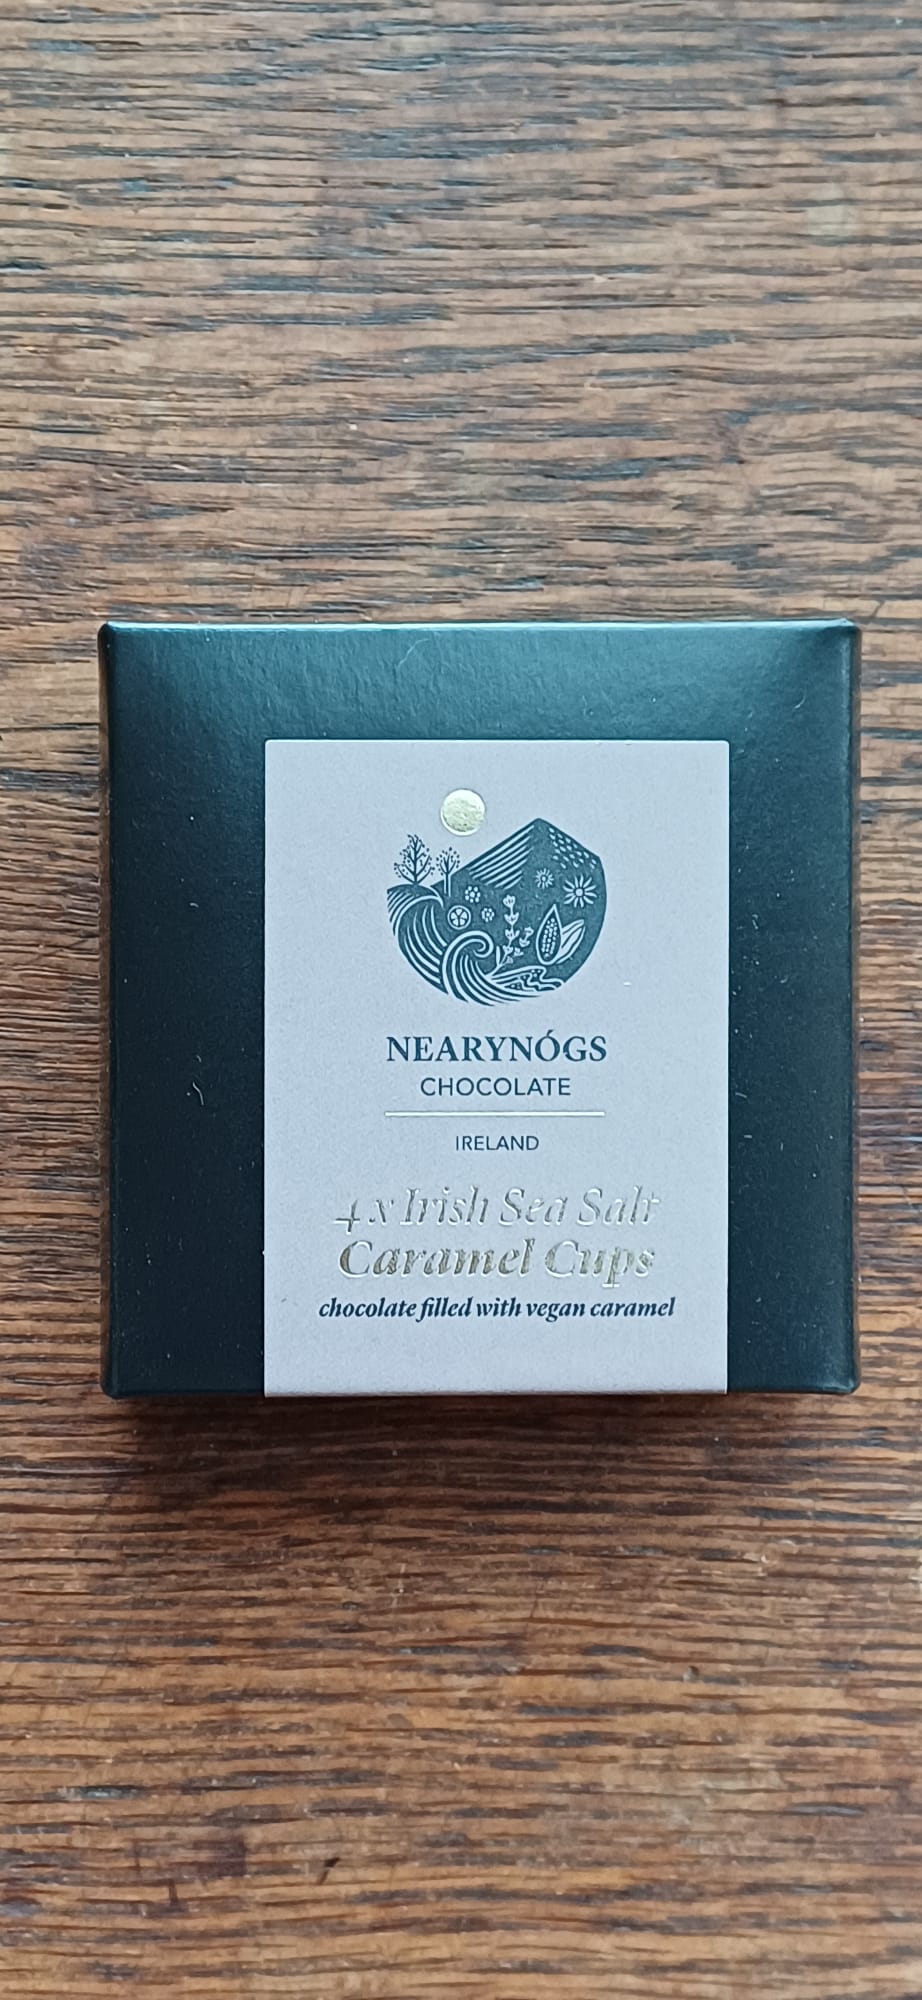 NEARYNÓGS
CHOCOLATE
IRELAND
4 x Irish Sea Salt
Caramel Cups
chocolate filled with vegan caramel